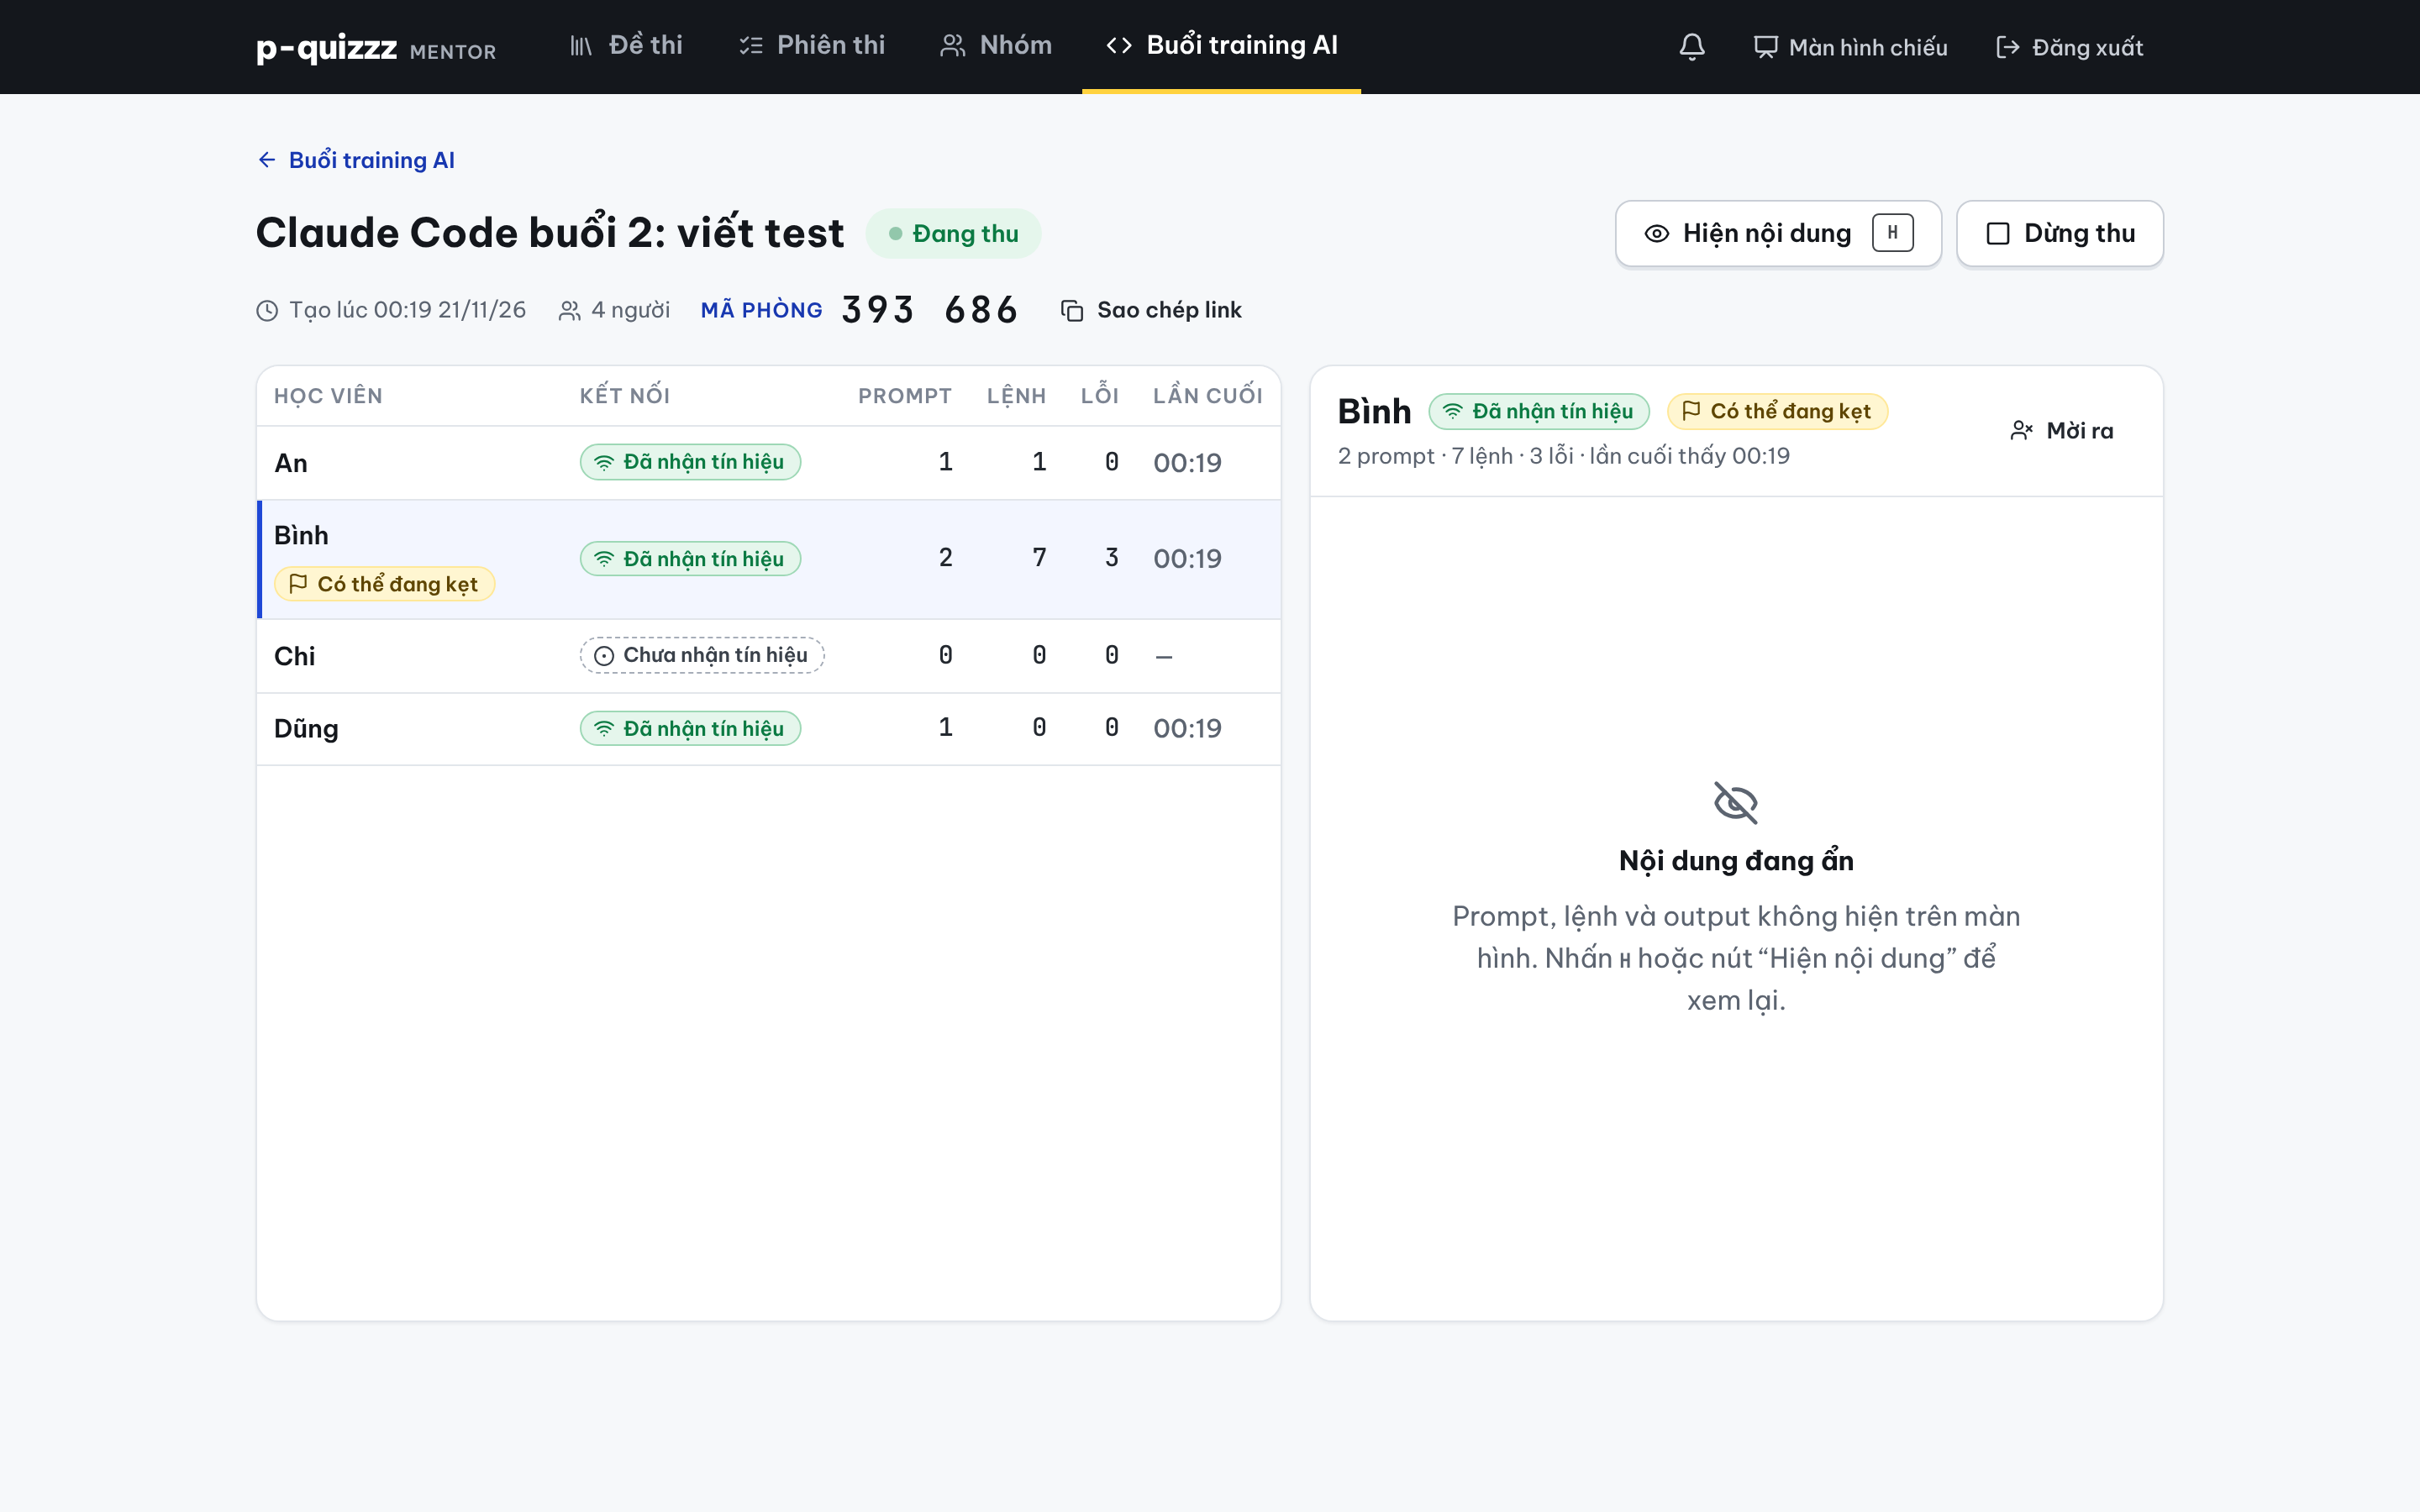 p-quizzz MENTOR Đề thi Phiên thi Nhóm Buổi training AI Màn hình chiếu Đăng xuất
Buổi training AI
Claude Code buổi 2: viết test Đang thu Hiện nội dung H Dừng thu
Tạo lúc 00:19 21/11/26 4 người MÃ PHÒNG 393 686 Sao chép link
HỌC VIÊN KẾT NỐI PROMPT LỆNH LỖI LẦN CUỐI
An Đã nhận tín hiệu 1 1 0 00:19
Bình Đã nhận tín hiệu 2 7 3 00:19
Có thể đang kẹt
Chi Chưa nhận tín hiệu 0 0 0 –
Dũng Đã nhận tín hiệu 1 0 0 00:19
Bình Đã nhận tín hiệu Có thể đang kẹt Mời ra
2 prompt · 7 lệnh · 3 lỗi · lần cuối thấy 00:19
Nội dung đang ẩn
Prompt, lệnh và output không hiện trên màn
hình. Nhấn H hoặc nút “Hiện nội dung” để
xem lại.